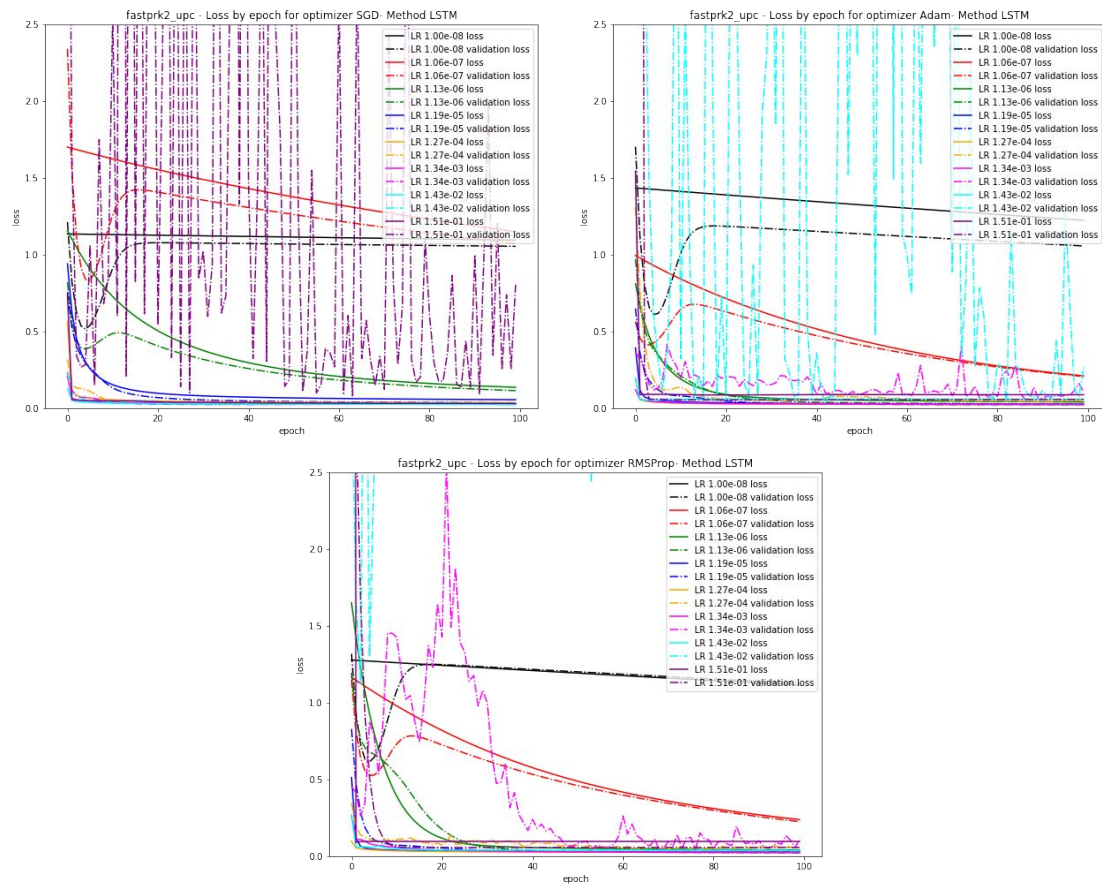 fastprk2_upc - Loss by epoch for optimizer SGD- Method LSTM
2.5
2.0
1.5
1.0
0.5
0.0
loss
0
20
40
60
80
100
epoch
LR 1.00e-08 loss
LR 1.00e-08 validation loss
LR 1.06e-07 loss
LR 1.06e-07 validation loss
LR 1.13e-06 loss
LR 1.13e-06 validation loss
LR 1.19e-05 loss
LR 1.19e-05 validation loss
LR 1.27e-04 loss
LR 1.27e-04 validation loss
LR 1.34e-03 loss
LR 1.34e-03 validation loss
LR 1.43e-02 loss
LR 1.43e-02 validation loss
LR 1.51e-01 loss
LR 1.51e-01 validation loss
fastprk2_upc - Loss by epoch for optimizer Adam- Method LSTM
2.5
2.0
1.5
1.0
0.5
0.0
loss
0
20
40
60
80
100
epoch
LR 1.00e-08 loss
LR 1.00e-08 validation loss
LR 1.06e-07 loss
LR 1.06e-07 validation loss
LR 1.13e-06 loss
LR 1.13e-06 validation loss
LR 1.19e-05 loss
LR 1.19e-05 validation loss
LR 1.27e-04 loss
LR 1.27e-04 validation loss
LR 1.34e-03 loss
LR 1.34e-03 validation loss
LR 1.43e-02 loss
LR 1.43e-02 validation loss
LR 1.51e-01 loss
LR 1.51e-01 validation loss
fastprk2_upc - Loss by epoch for optimizer RMSProp- Method LSTM
2.5
2.0
1.5
1.0
0.5
0.0
loss
0
20
40
60
80
100
epoch
LR 1.00e-08 loss
LR 1.00e-08 validation loss
LR 1.06e-07 loss
LR 1.06e-07 validation loss
LR 1.13e-06 loss
LR 1.13e-06 validation loss
LR 1.19e-05 loss
LR 1.19e-05 validation loss
LR 1.27e-04 loss
LR 1.27e-04 validation loss
LR 1.34e-03 loss
LR 1.34e-03 validation loss
LR 1.43e-02 loss
LR 1.43e-02 validation loss
LR 1.51e-01 loss
LR 1.51e-01 validation loss